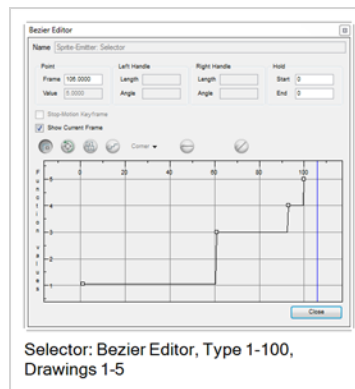 Bezier Editor
Name Sprite-Emitter: Selector
Point Left Handle Right Handle Hold
Frame 106.0000 Length Length Start 0
Value 5.0000 Angle Angle End 0
Stop-Motion Keyframe
Show Current Frame
Corner
0 20 40 60 80 100
Function values
5
4
3
2
1
Close
Selector: Bezier Editor, Type 1-100,
Drawings 1-5